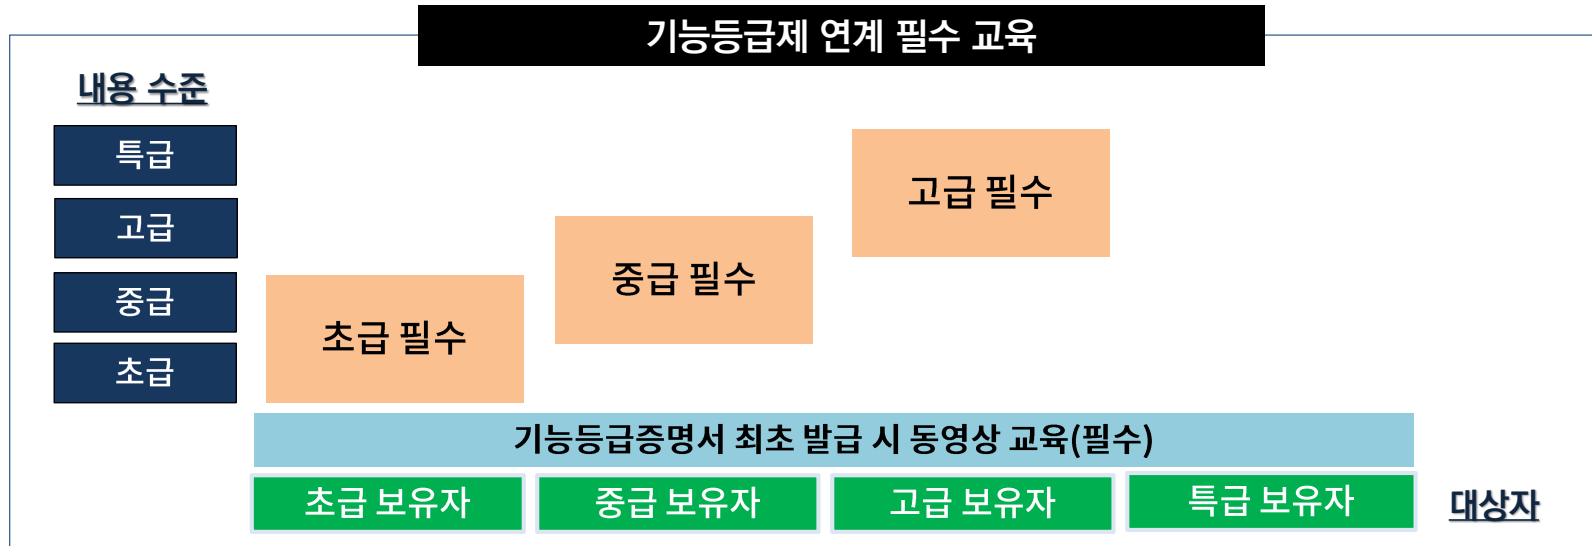 기능등급제 연계 필수 교육
내용 수준
특급
고급
중급
초급
고급 필수
중급 필수
초급 필수
기능등급증명서 최초 발급 시 동영상 교육(필수)
초급 보유자
중급 보유자
고급 보유자
특급 보유자
대상자